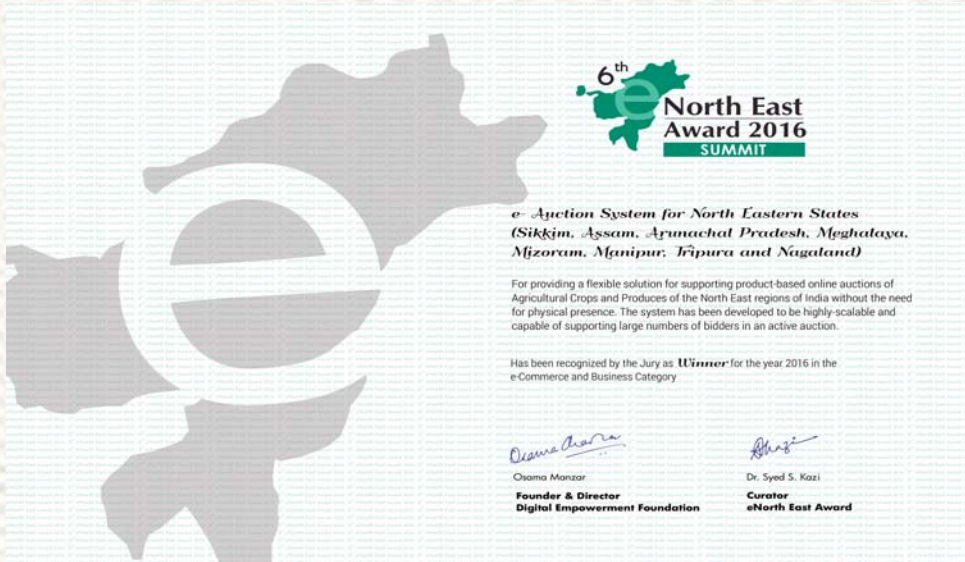 6th
e North East
Award 2016
SUMMIT
e- Auction System for North Eastern States
(Sikkim, Assam, Arunachal Pradesh, Meghalaya,
Mizoram, Manipur, Tripura and Nagaland)
For providing a flexible solution for supporting product-based online auctions of
Agricultural Crops and Produces of the North East regions of India without the need
for physical presence. The system has been developed to be highly-scalable and
capable of supporting large numbers of bidders in an active auction.
Has been recognized by the Jury as Winner for the year 2016 in the
e-Commerce and Business Category
Osama Manzar
Dr. Syed S. Kazi
Founder & Director
Curator
Digital Empowerment Foundation
eNorth East Award